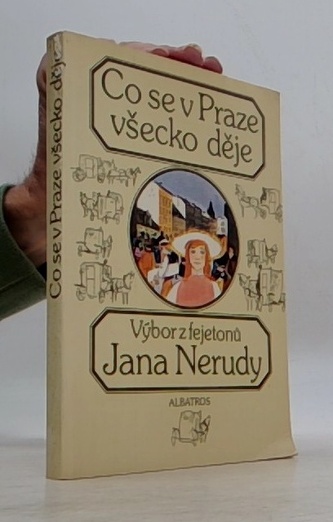 Co se v Praze
všecko děje
Výbor z fejetonů
Jana Nerudy
ALBATROS
Co se v Praze všecko děje